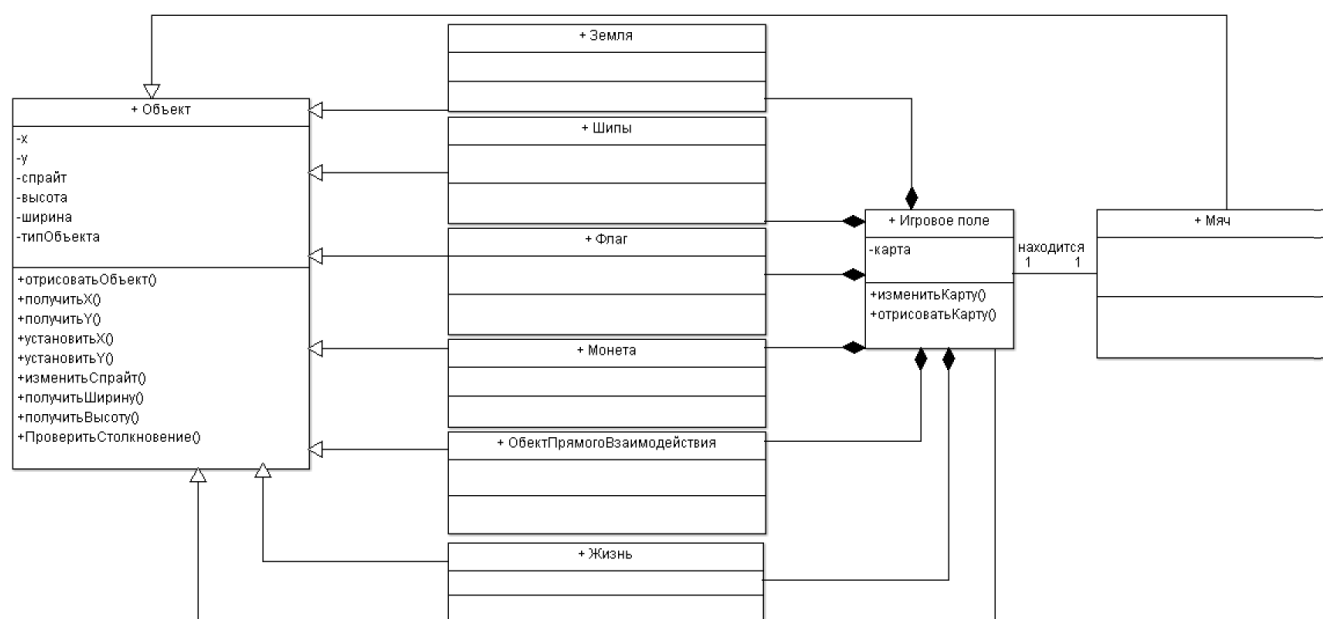 + Объект
-x
-y
-спрайт
-высота
-ширина
-типОбъекта
+отрисоватьОбъект()
+получитьX()
+получитьY()
+установитьX()
+установитьY()
+изменитьСпрайт()
+получитьШирину()
+получитьВысоту()
+ПроверитьСтолкновение()
+ Земля
+ Шипы
+ Флаг
+ Монета
+ ОбектПрямогоВзаимодействия
+ Жизнь
+ Игровое поле
-карта
+изменитьКарту()
+отрисоватьКарту()
находится
1 1
+ Мяч